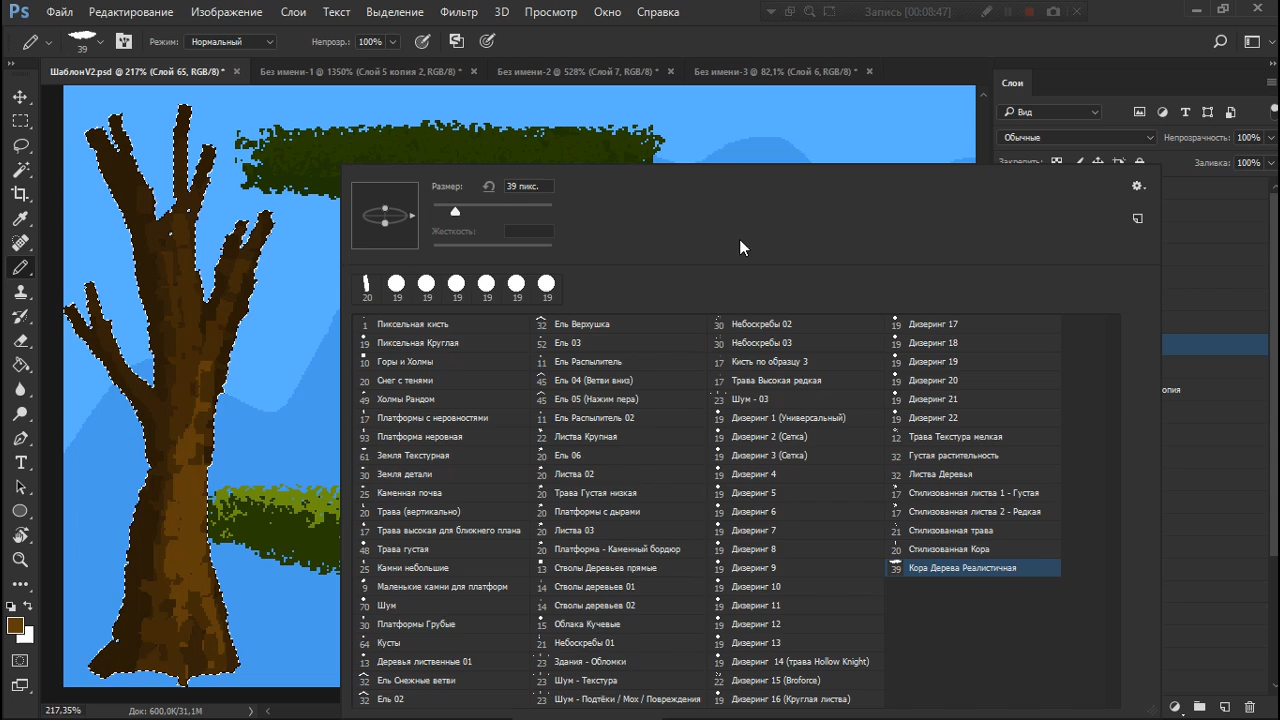 Ps Файл Редактирование Изображение Слои Текст Выделение Фильтр 3D Просмотр Окно Справка Запись [00:08:47]
39 Режим: Нормальный Непрозр.: 100%
ШаблонV2.psd @ 217% (Слой 65, RGB/8) * Без имени-1 @ 1350% (Слой 5 копия 2, RGB/8) * Без имени-2 @ 528% (Слой 7, RGB/8) * Без имени-3 @ 82,1% (Слой 6, RGB/8) *
Слои
Вид
Обычные Непрозрачность: 100%
Закрепить: Заливка: 100%
Размер: 39 пикс.
Жесткость:
20 19 19 19 19 19 19
1 Пиксельная кисть
19 Пиксельная Круглая
10 Горы и Холмы
20 Снег с тенями
49 Холмы Рандом
17 Платформы с неровностями
93 Платформа неровная
61 Земля Текстурная
30 Земля детали
25 Каменная почва
20 Трава (вертикально)
17 Трава высокая для ближнего плана
48 Трава густая
25 Камни небольшие
9 Маленькие камни для платформ
70 Шум
30 Платформы Грубые
64 Кусты
13 Деревья лиственные 01
32 Ель Снежные ветви
32 Ель 02
32 Ель Верхушка
52 Ель 03
11 Ель Распылитель
45 Ель 04 (Ветви вниз)
45 Ель 05 (Нажим пера)
11 Ель Распылитель 02
22 Листва Крупная
20 Ель 06
20 Листва 02
20 Трава Густая низкая
20 Платформы с дырами
20 Листва 03
20 Платформа - Каменный бордюр
13 Стволы Деревьев прямые
14 Стволы деревьев 01
14 Стволы деревьев 02
15 Облака Кучевые
21 Небоскребы 01
23 Здания - Обломки
23 Шум - Текстура
23 Шум - Подтёки / Мох / Повреждения
30 Небоскребы 02
30 Небоскребы 03
17 Кисть по образцу 3
17 Трава Высокая редкая
23 Шум - 03
19 Дизеринг 1 (Универсальный)
19 Дизеринг 2 (Сетка)
19 Дизеринг 3 (Сетка)
19 Дизеринг 4
19 Дизеринг 5
19 Дизеринг 6
19 Дизеринг 7
19 Дизеринг 8
19 Дизеринг 9
19 Дизеринг 10
19 Дизеринг 11
19 Дизеринг 12
19 Дизеринг 13
19 Дизеринг 14 (трава Hollow Knight)
22 Дизеринг 15 (Broforce)
19 Дизеринг 16 (Круглая листва)
19 Дизеринг 17
19 Дизеринг 18
19 Дизеринг 19
19 Дизеринг 20
19 Дизеринг 21
19 Дизеринг 22
12 Трава Текстура мелкая
32 Густая растительность
32 Листва Деревья
17 Стилизованная листва 1 - Густая
17 Стилизованная листва 2 - Редкая
21 Стилизованная трава
20 Стилизованная Кора
39 Кора Дерева Реалистичная
опия
217,35% Док: 600,0K/31,1M